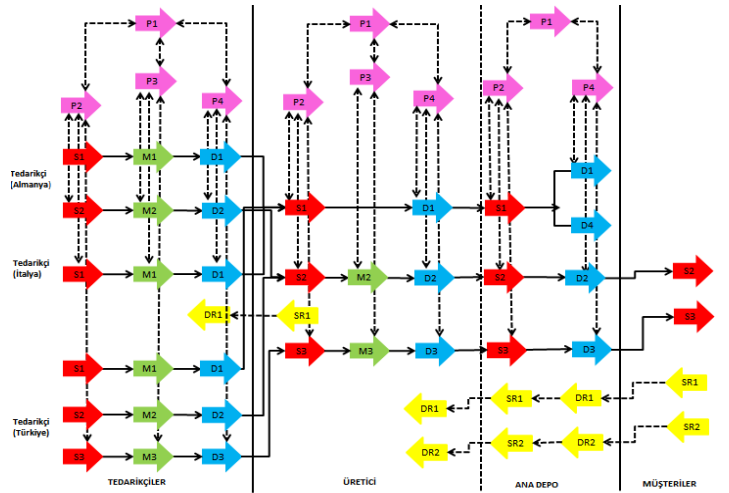 P1 P1 P1
P3 P3
P2 P4 P2 P4 P2 P4
S1 M1 D1
D1
Tedarikçi
(Almanya)
S2 M2 D2 S1 D1 S1
D4
Tedarikçi
(İtalya)
S1 M1 D1 S2 M2 D2 S2 D2 S2
DR1 SR1 S3
S3 M3 D3 S3 D3
S1 M1 D1
SR1
SR1 DR1
DR1
S2 M2 D2
Tedarikçi
(Türkiye)
SR2
SR2 DR2
DR2
S3 M3 D3
TEDARİKÇİLER ÜRETİCİ ANA DEPO MÜŞTERİLER